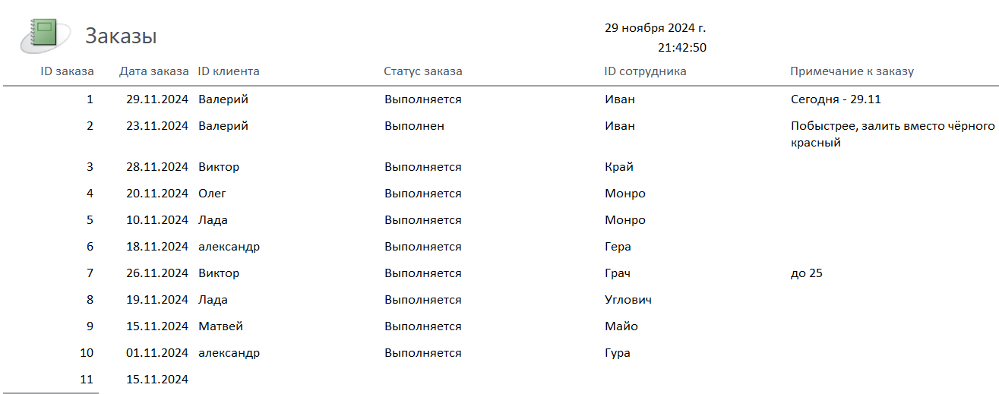 Заказы
29 ноября 2024 г.
21:42:50
ID заказа Дата заказа ID клиента Статус заказа ID сотрудника Примечание к заказу
1 29.11.2024 Валерий Выполняется Иван Сегодня - 29.11
2 23.11.2024 Валерий Выполнен Иван Побыстрее, залить вместо чёрного
красный
3 28.11.2024 Виктор Выполняется Край
4 20.11.2024 Олег Выполняется Монро
5 10.11.2024 Лада Выполняется Монро
6 18.11.2024 александр Выполняется Гера
7 26.11.2024 Виктор Выполняется Грач до 25
8 19.11.2024 Лада Выполняется Углович
9 15.11.2024 Матвей Выполняется Майо
10 01.11.2024 александр Выполняется Гура
11 15.11.2024